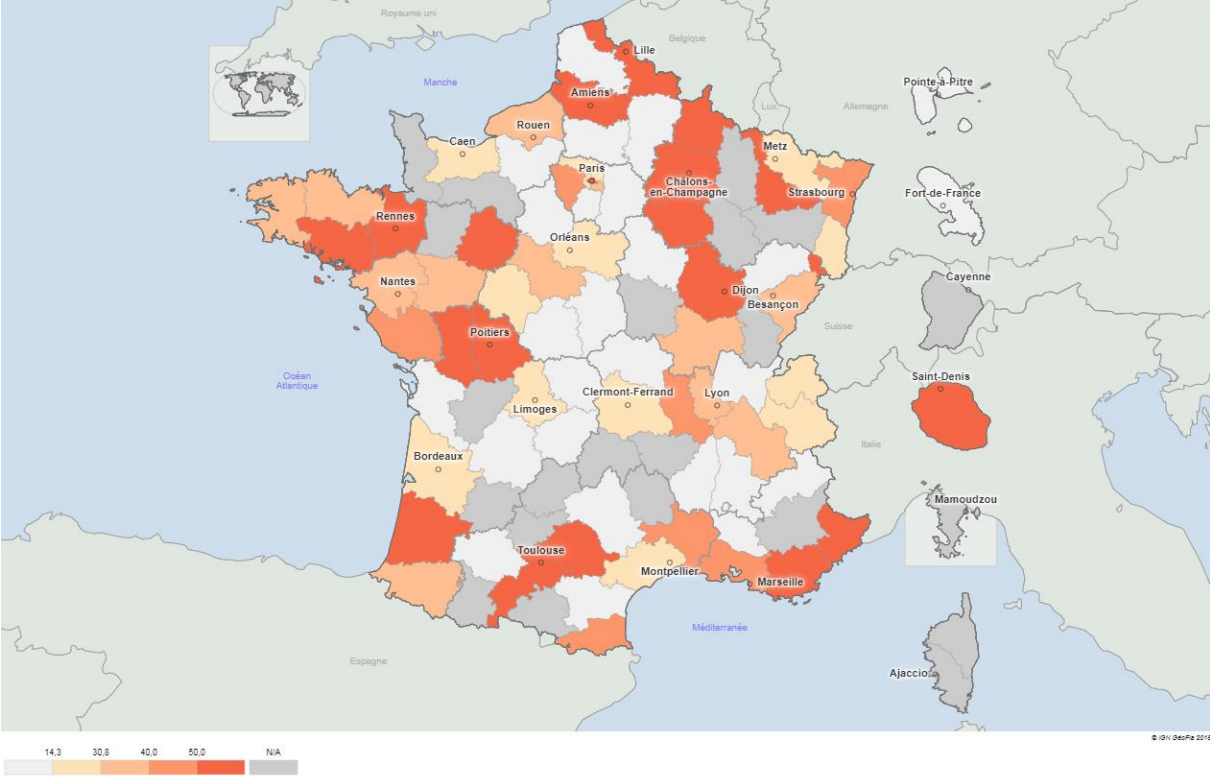 Royaume uni
Belgique
Lille
Manche
Amiens
Pointe-à-Pitre
Lux.
Allemagne
Rouen
Caen
Metz
Paris
Châlons-
en-Champagne
Strasbourg
Fort-de-France
Rennes
Orléans
Nantes
Dijon
Besançon
Cayenne
Suisse
Poitiers
Océan
Atlantique
Saint-Denis
Clermont-Ferrand
Lyon
Limoges
Italie
Bordeaux
Mamoudzou
Toulouse
Montpellier
Marseille
Méditerranée
Espagne
Ajaccio
© IGN GéoFla 2016
14,3 30,8 40,0 50,0 N/A